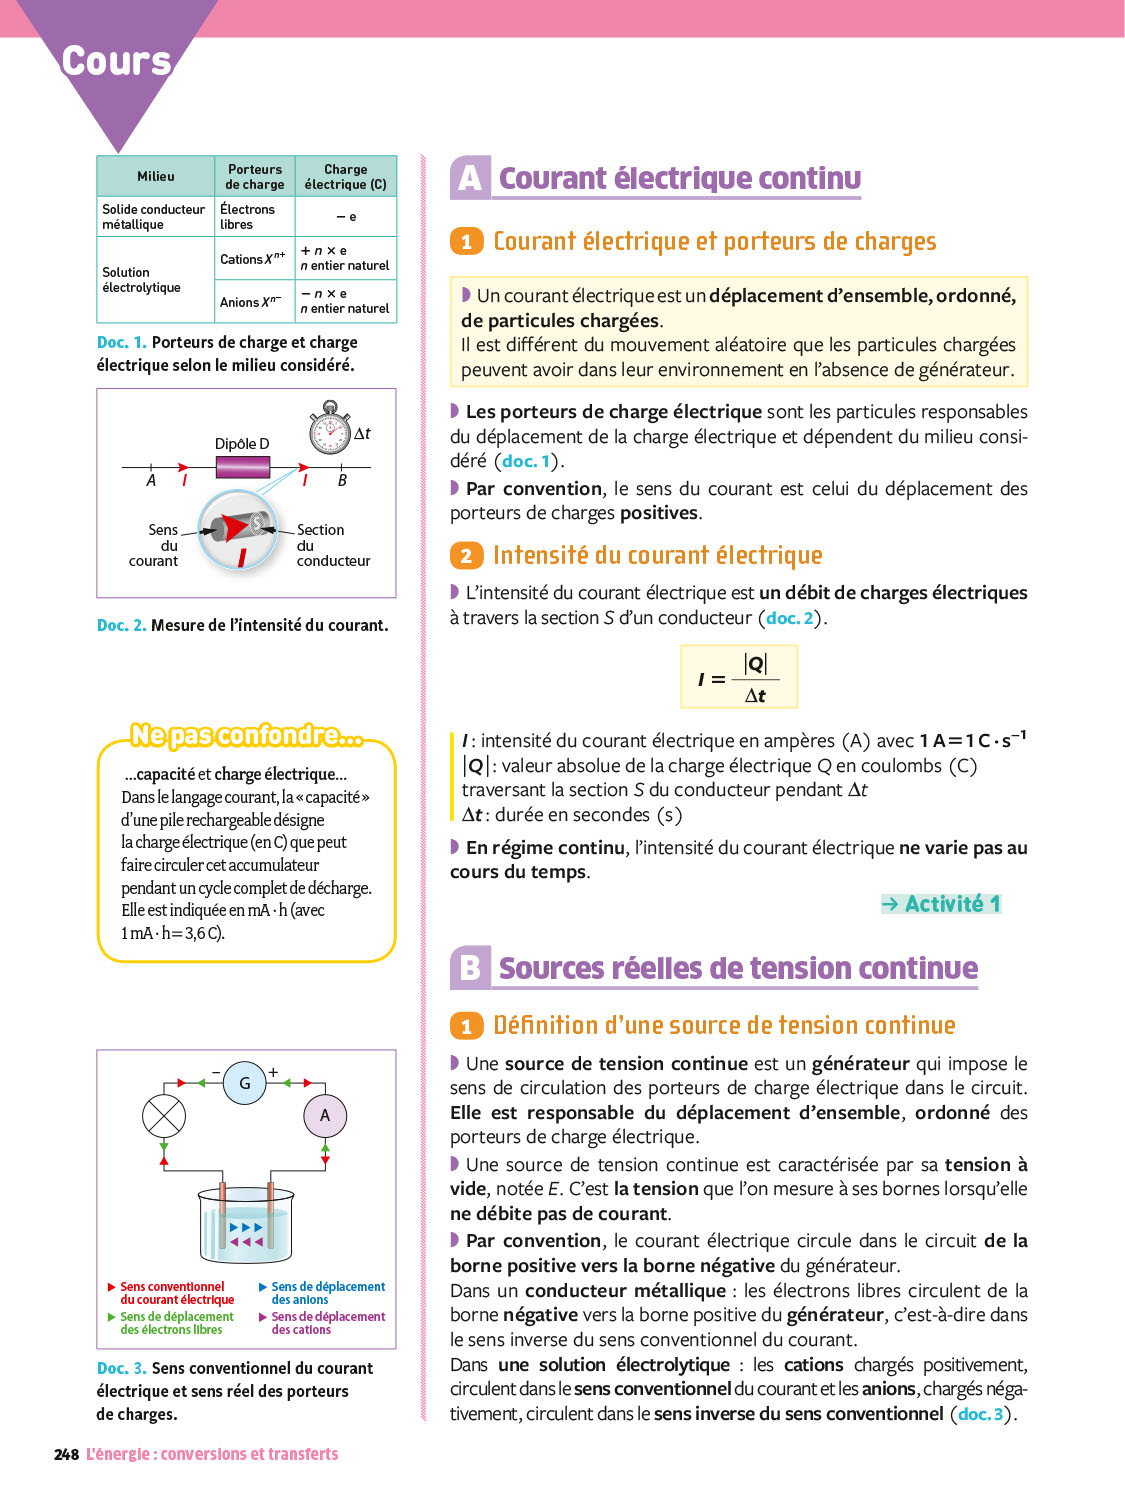 Cours
Milieu
Porteurs
de charge
Charge
électrique (C)
Solide conducteur
métallique
Électrons
libres
– e
Solution
électrolytique
Cations Xⁿ⁺
+ n × e
n entier naturel
Anions Xⁿ⁻
– n × e
n entier naturel
Doc. 1. Porteurs de charge et charge
électrique selon le milieu considéré.
Δt
Dipôle D
A
I
I
B
S
Sens
du
courant
I
Section
du
conducteur
Doc. 2. Mesure de l'intensité du courant.
Ne pas confondre...
...capacité et charge électrique...
Dans le langage courant, la « capacité »
d'une pile rechargeable désigne
la charge électrique (en C) que peut
faire circuler cet accumulateur
pendant un cycle complet de décharge.
Elle est indiquée en mA · h (avec
1 mA · h = 3,6 C).
– G +
A
Sens conventionnel
du courant électrique
Sens de déplacement
des électrons libres
Sens de déplacement
des anions
Sens de déplacement
des cations
Doc. 3. Sens conventionnel du courant
électrique et sens réel des porteurs
de charges.
A Courant électrique continu
1 Courant électrique et porteurs de charges
Un courant électrique est un déplacement d'ensemble, ordonné,
de particules chargées.
Il est différent du mouvement aléatoire que les particules chargées
peuvent avoir dans leur environnement en l'absence de générateur.
Les porteurs de charge électrique sont les particules responsables
du déplacement de la charge électrique et dépendent du milieu consi-
déré (doc. 1).
Par convention, le sens du courant est celui du déplacement des
porteurs de charges positives.
2 Intensité du courant électrique
L'intensité du courant électrique est un débit de charges électriques
à travers la section S d'un conducteur (doc. 2).
I = |Q| / Δt
I : intensité du courant électrique en ampères (A) avec 1 A = 1 C · s⁻¹
|Q| : valeur absolue de la charge électrique Q en coulombs (C)
traversant la section S du conducteur pendant Δt
Δt : durée en secondes (s)
En régime continu, l'intensité du courant électrique ne varie pas au
cours du temps.
→ Activité 1
B Sources réelles de tension continue
1 Définition d'une source de tension continue
Une source de tension continue est un générateur qui impose le
sens de circulation des porteurs de charge électrique dans le circuit.
Elle est responsable du déplacement d'ensemble, ordonné des
porteurs de charge électrique.
Une source de tension continue est caractérisée par sa tension à
vide, notée E. C'est la tension que l'on mesure à ses bornes lorsqu'elle
ne débite pas de courant.
Par convention, le courant électrique circule dans le circuit de la
borne positive vers la borne négative du générateur.
Dans un conducteur métallique : les électrons libres circulent de la
borne négative vers la borne positive du générateur, c'est-à-dire dans
le sens inverse du sens conventionnel du courant.
Dans une solution électrolytique : les cations chargés positivement,
circulent dans le sens conventionnel du courant et les anions, chargés néga-
tivement, circulent dans le sens inverse du sens conventionnel (doc. 3).
248 L'énergie : conversions et transferts